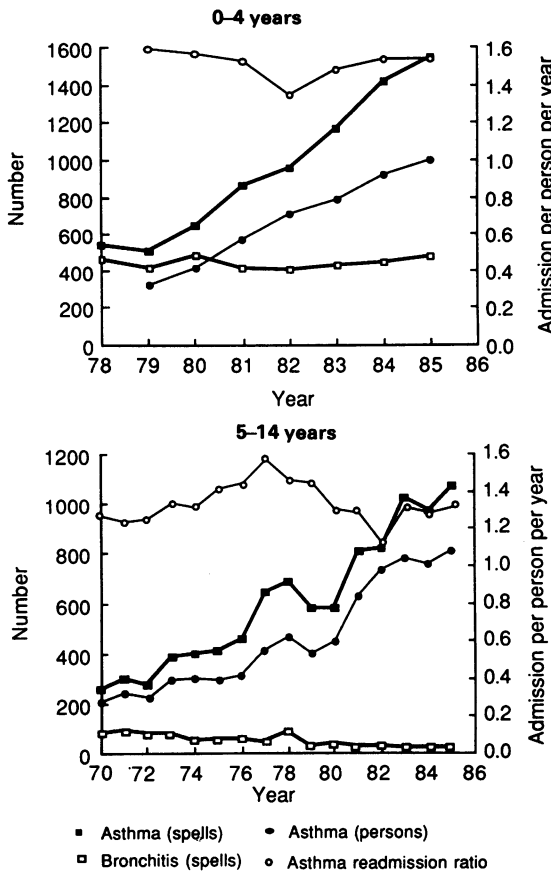 0–4 years
1600
1400
1200
1000
800
600
400
200
0
Number
1.6
1.4
1.2
1.0
0.8
0.6
0.4
0.2
0.0
Admission per person per year
78 79 80 81 82 83 84 85 86
Year
5–14 years
1200
1000
800
600
400
200
0
Number
1.6
1.4
1.2
1.0
0.8
0.6
0.4
0.2
0.0
Admission per person per year
70 72 74 76 78 80 82 84 86
Year
Asthma (spells) Asthma (persons)
Bronchitis (spells) Asthma readmission ratio